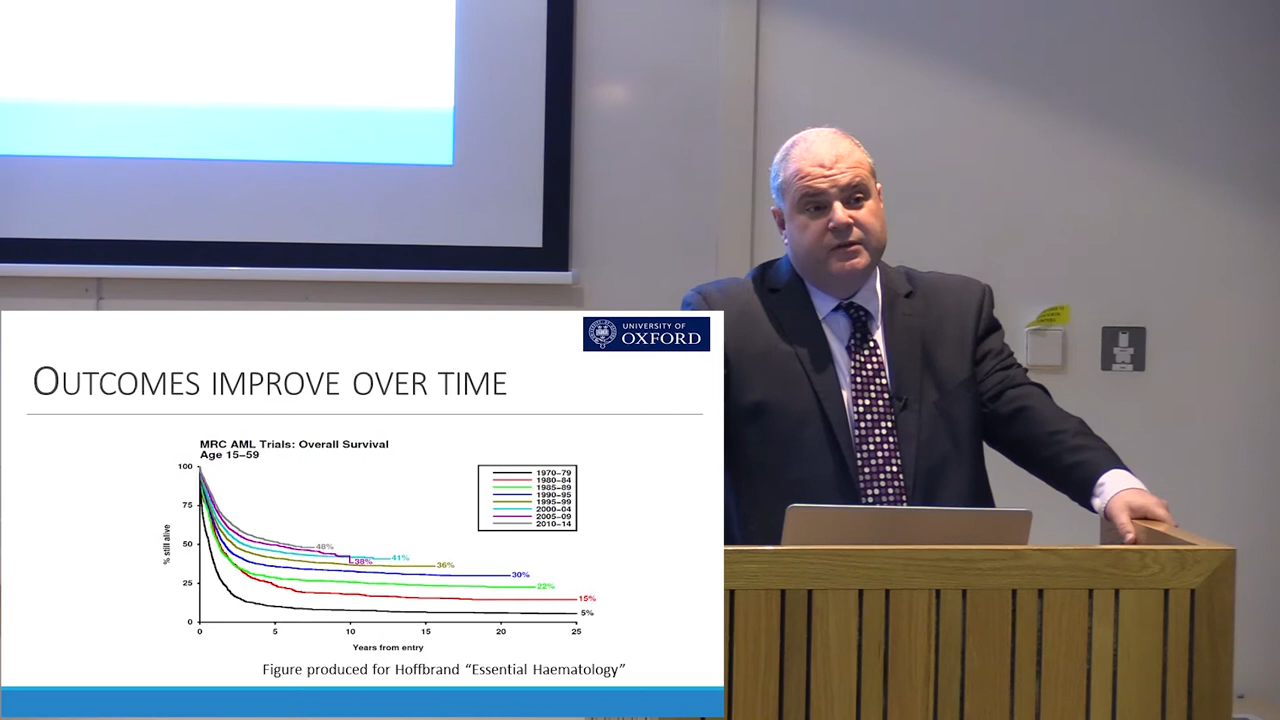 UNIVERSITY OF
OXFORD
OUTCOMES IMPROVE OVER TIME
MRC AML Trials: Overall Survival
Age 15–59
100
75
50
25
0
% still alive
1970–79
1980–84
1985–89
1990–95
1995–99
2000–04
2005–09
2010–14
48%
38%
41%
36%
30%
22%
15%
5%
0 5 10 15 20 25
Years from entry
Figure produced for Hoffbrand “Essential Haematology”